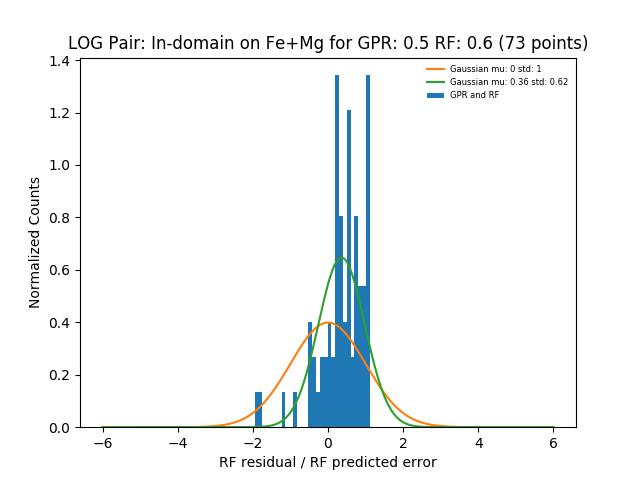 LOG Pair: In-domain on Fe+Mg for GPR: 0.5 RF: 0.6 (73 points)
Gaussian mu: 0 std: 1
Gaussian mu: 0.36 std: 0.62
GPR and RF
Normalized Counts
1.4
1.2
1.0
0.8
0.6
0.4
0.2
0.0
−6 −4 −2 0 2 4 6
RF residual / RF predicted error